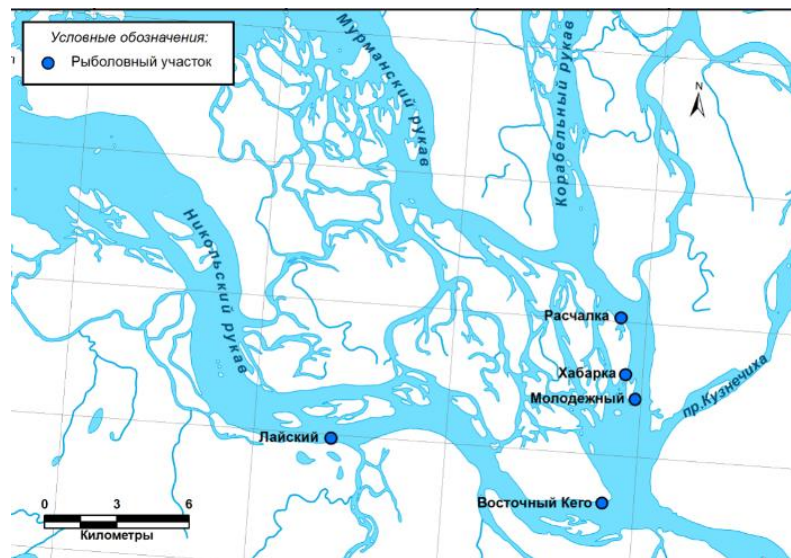 Условные обозначения:
Рыболовный участок
Мурманский рукав
Корабельный рукав
N
Никольский рукав
Расчалка
Хабарка
Молодежный
пр.Кузнечиха
Лайский
Восточный Кего
0 3 6
Километры